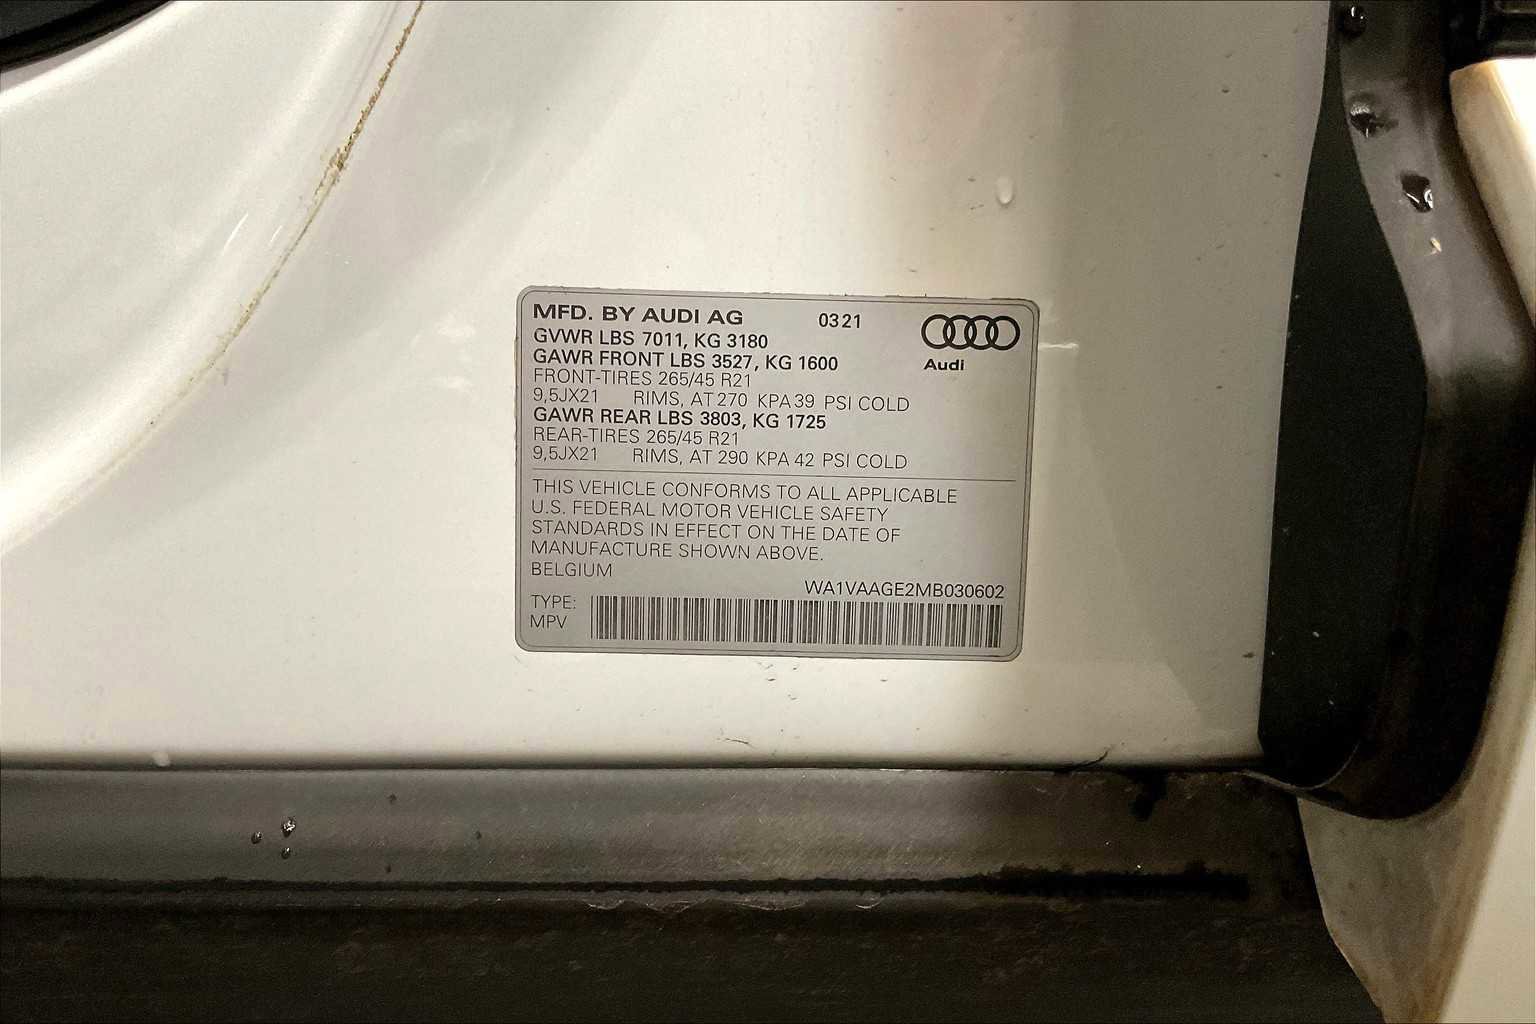 MFD. BY AUDI AG 03 21
GVWR LBS 7011, KG 3180
GAWR FRONT LBS 3527, KG 1600
Audi
FRONT-TIRES 265/45 R21
9,5JX21 RIMS, AT 270 KPA 39 PSI COLD
GAWR REAR LBS 3803, KG 1725
REAR-TIRES 265/45 R21
9,5JX21 RIMS, AT 290 KPA 42 PSI COLD
THIS VEHICLE CONFORMS TO ALL APPLICABLE
U.S. FEDERAL MOTOR VEHICLE SAFETY
STANDARDS IN EFFECT ON THE DATE OF
MANUFACTURE SHOWN ABOVE.
BELGIUM
WA1VAAGE2MB030602
TYPE:
MPV